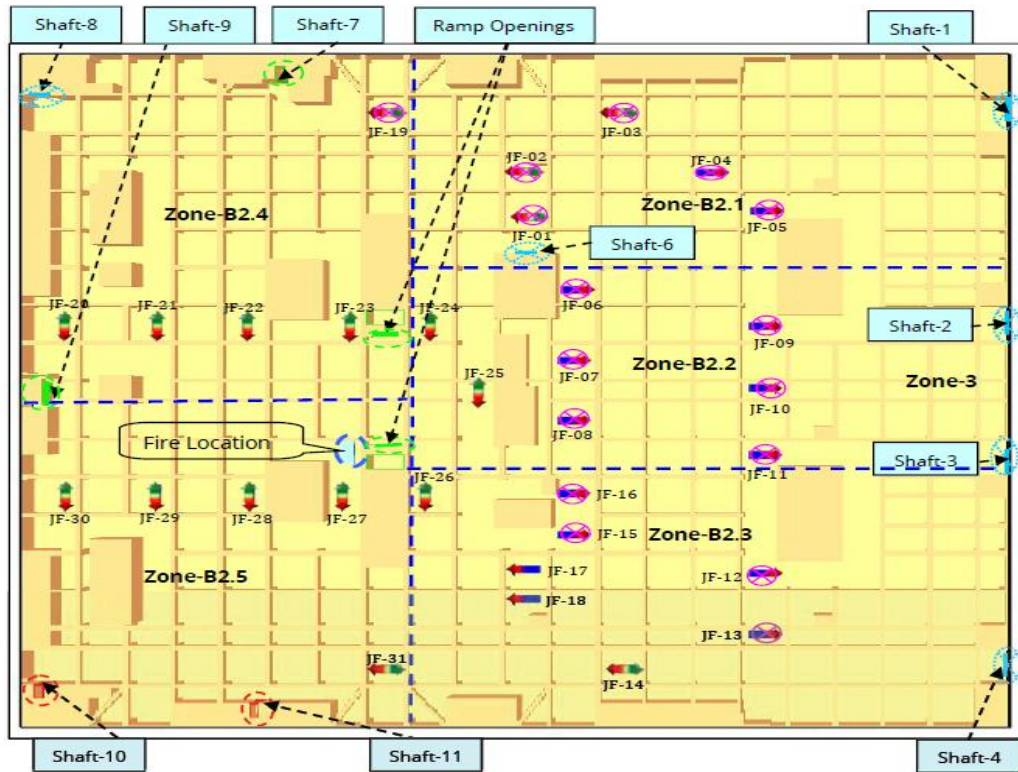 Shaft-8
Shaft-9
Shaft-7
Ramp Openings
Shaft-1
JF-19
JF-03
JF-02
JF-04
Zone-B2.4
Zone-B2.1
JF-05
JF-01
Shaft-6
JF-06
JF-20
JF-21
JF-22
JF-23
JF-24
JF-09
Shaft-2
JF-25
JF-07
Zone-B2.2
Zone-3
JF-10
Fire Location
JF-08
JF-11
Shaft-3
JF-26
JF-16
JF-30
JF-29
JF-28
JF-27
JF-15
Zone-B2.3
Zone-B2.5
JF-17
JF-12
JF-18
JF-13
JF-31
JF-14
Shaft-10
Shaft-11
Shaft-4